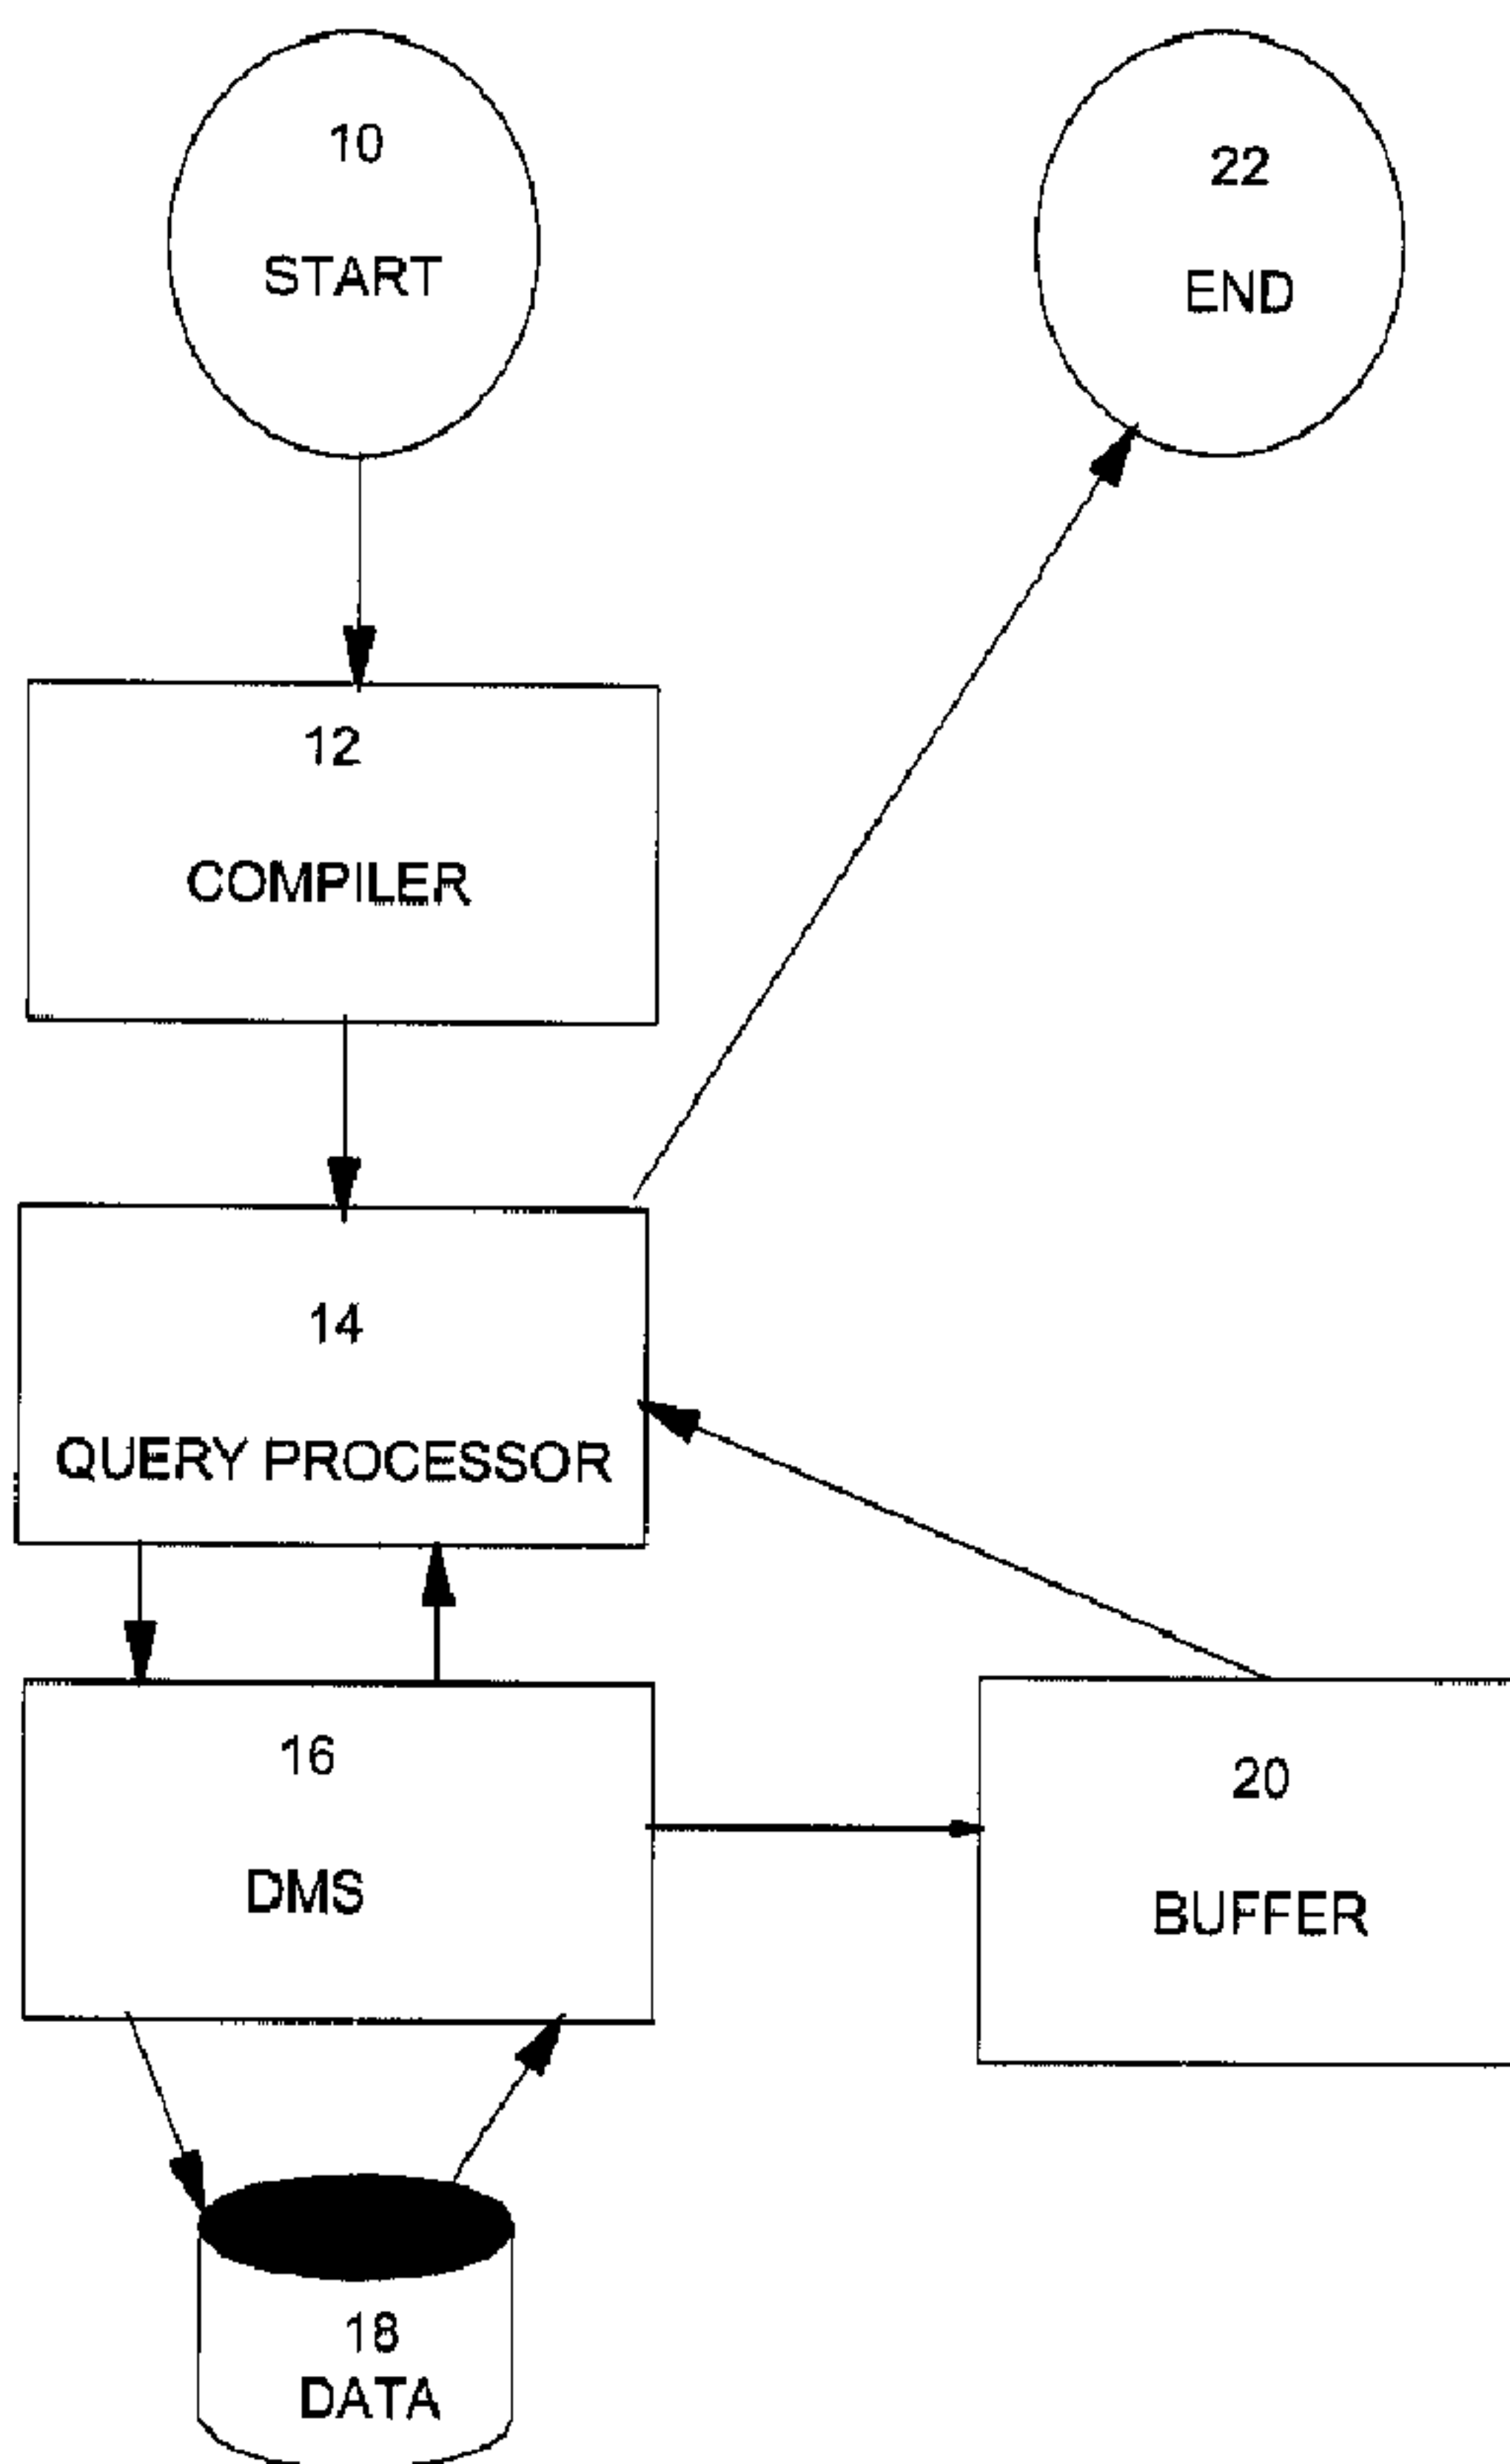 10
START
22
END
12
COMPILER
14
QUERY PROCESSOR
16
DMS
20
BUFFER
18
DATA